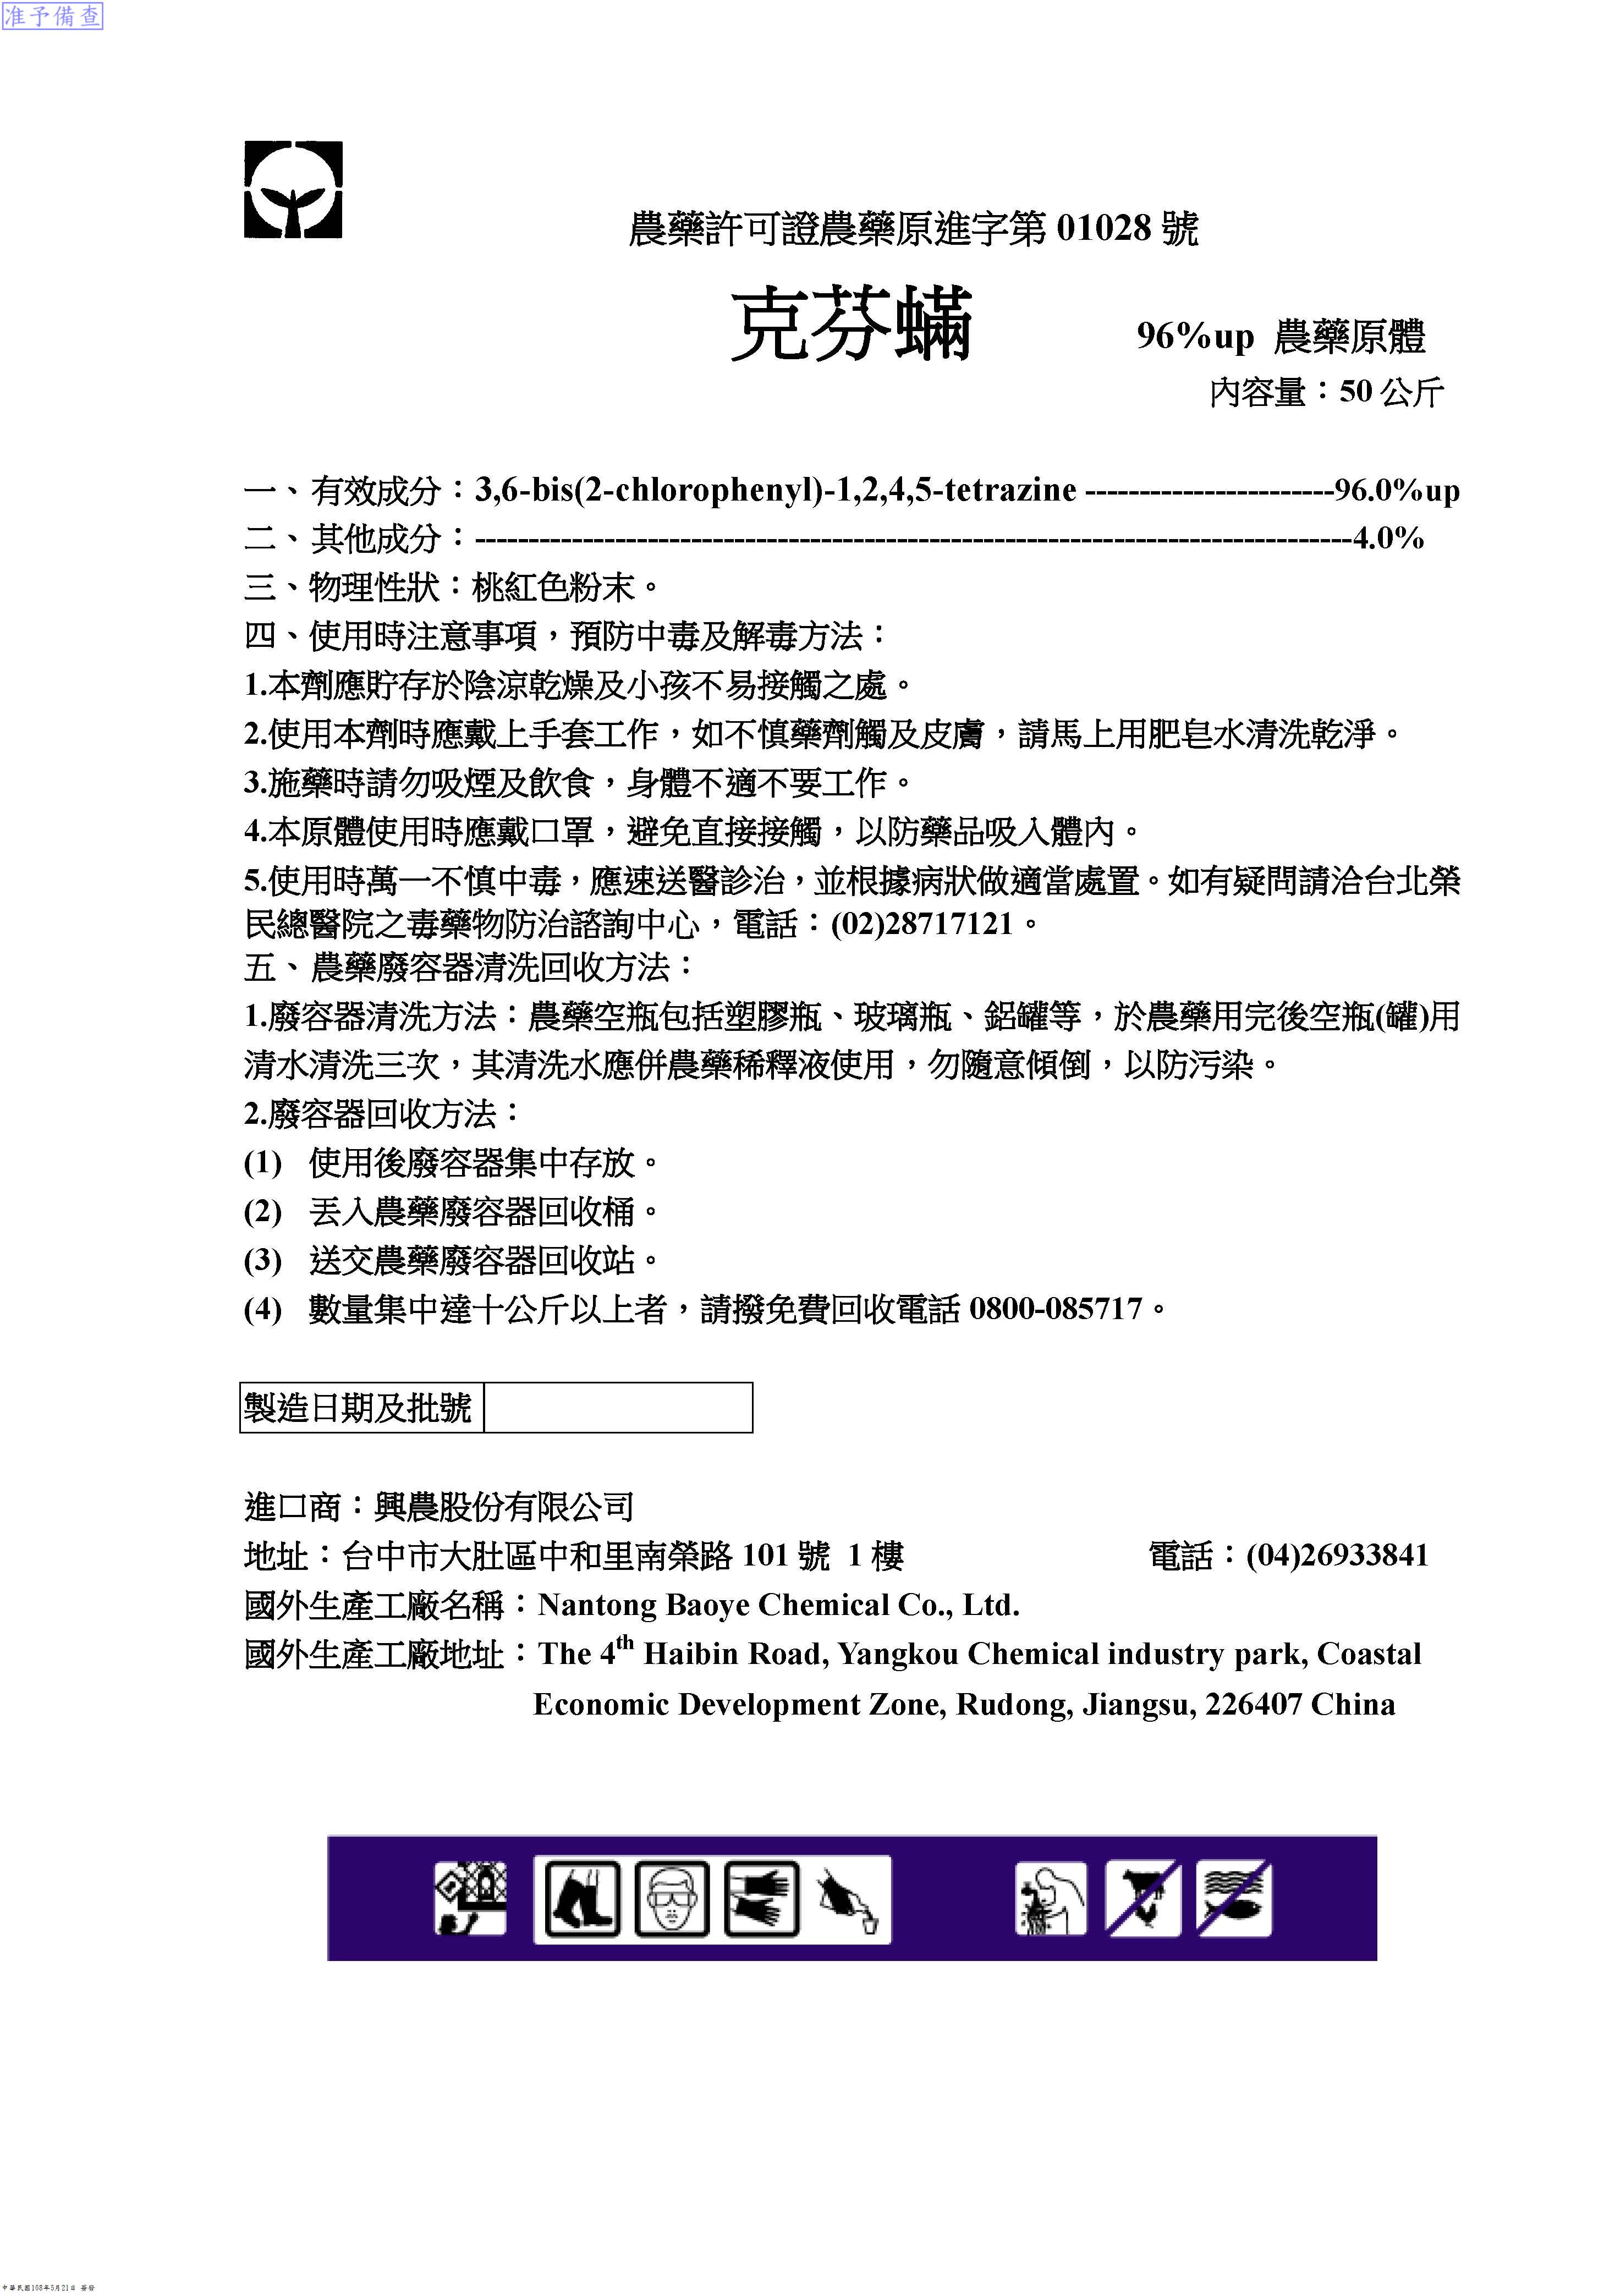 准予備查
農藥許可證農藥原進字第 01028 號
克芬蟎 96%up 農藥原體
內容量：50 公斤
一、有效成分：3,6-bis(2-chlorophenyl)-1,2,4,5-tetrazine -----------------------96.0%up
二、其他成分：---------------------------------------------------------------------------------4.0%
三、物理性狀：桃紅色粉末。
四、使用時注意事項，預防中毒及解毒方法：
1.本劑應貯存於陰涼乾燥及小孩不易接觸之處。
2.使用本劑時應戴上手套工作，如不慎藥劑觸及皮膚，請馬上用肥皂水清洗乾淨。
3.施藥時請勿吸煙及飲食，身體不適不要工作。
4.本原體使用時應戴口罩，避免直接接觸，以防藥品吸入體內。
5.使用時萬一不慎中毒，應速送醫診治，並根據病狀做適當處置。如有疑問請洽台北榮
民總醫院之毒藥物防治諮詢中心，電話：(02)28717121。
五、農藥廢容器清洗回收方法：
1.廢容器清洗方法：農藥空瓶包括塑膠瓶、玻璃瓶、鋁罐等，於農藥用完後空瓶(罐)用
清水清洗三次，其清洗水應併農藥稀釋液使用，勿隨意傾倒，以防污染。
2.廢容器回收方法：
(1) 使用後廢容器集中存放。
(2) 丟入農藥廢容器回收桶。
(3) 送交農藥廢容器回收站。
(4) 數量集中達十公斤以上者，請撥免費回收電話 0800-085717。
製造日期及批號
進口商：興農股份有限公司
地址：台中市大肚區中和里南榮路 101 號 1 樓 電話：(04)26933841
國外生產工廠名稱：Nantong Baoye Chemical Co., Ltd.
國外生產工廠地址：The 4th Haibin Road, Yangkou Chemical industry park, Coastal
Economic Development Zone, Rudong, Jiangsu, 226407 China
中華民國108年5月21日 簽發